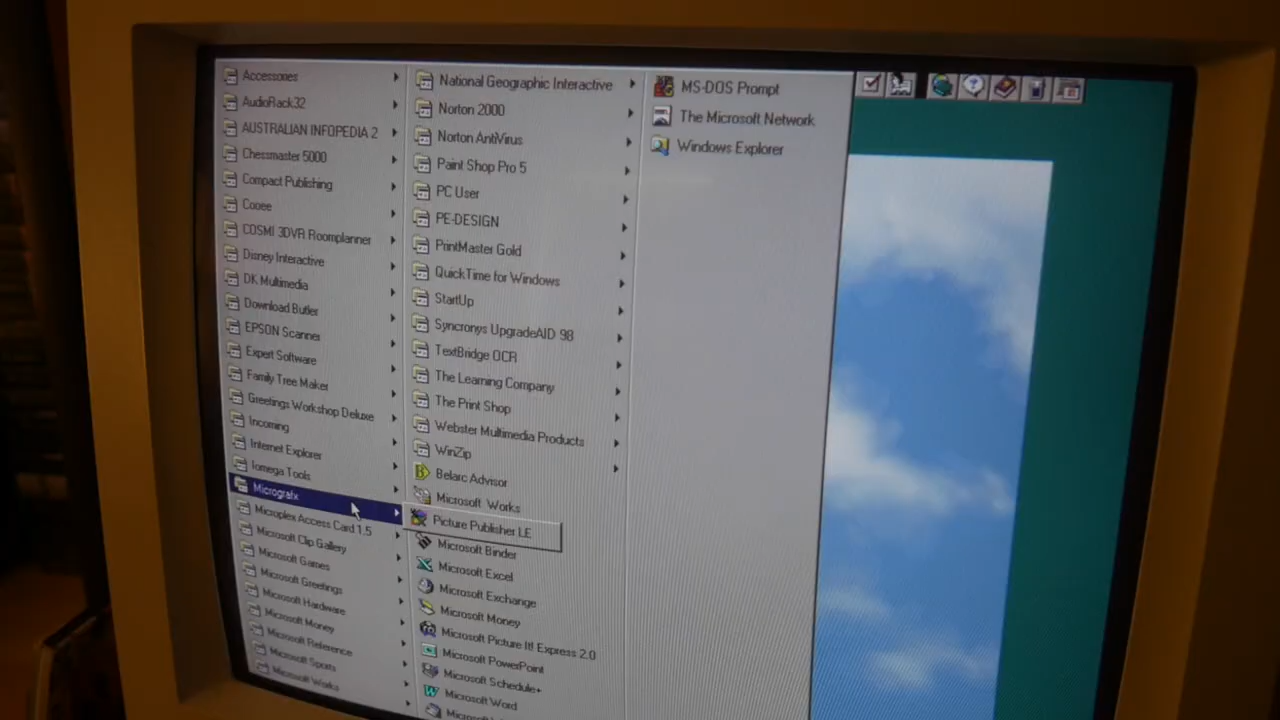 Accessories
AudioRack32
AUSTRALIAN INFOPEDIA 2
Chessmaster 5000
Compact Publishing
Cooee
COSMI 3DVR Roomplanner
Disney Interactive
DK Multimedia
Download Butler
EPSON Scanner
Expert Software
Family Tree Maker
Greetings Workshop Deluxe
Incoming
Internet Explorer
Iomega Tools
Micrografx
Microplex Access Card 1.5
Microsoft Clip Gallery
Microsoft Games
Microsoft Greetings
Microsoft Hardware
Microsoft Money
Microsoft Reference
Microsoft Sports
Microsoft Works
National Geographic Interactive
Norton 2000
Norton AntiVirus
Paint Shop Pro 5
PC User
PE-DESIGN
PrintMaster Gold
QuickTime for Windows
StartUp
Syncronys UpgradeAID 98
TextBridge OCR
The Learning Company
The Print Shop
Webster Multimedia Products
WinZip
Belarc Advisor
Microsoft Works
Picture Publisher LE
Microsoft Binder
Microsoft Excel
Microsoft Exchange
Microsoft Money
Microsoft Picture It! Express 2.0
Microsoft PowerPoint
Microsoft Schedule+
Microsoft Word
Microsoft
MS-DOS Prompt
The Microsoft Network
Windows Explorer